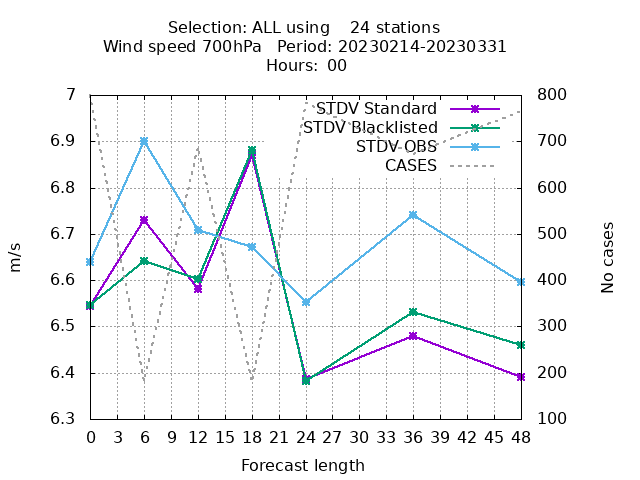 Selection: ALL using    24 stations
Wind speed 700hPa   Period: 20230214-20230331
Hours: 00
7
6.9
6.8
6.7
6.6
6.5
6.4
6.3
m/s
STDV Standard
STDV Blacklisted
STDV OBS
CASES
800
700
600
500
400
300
200
100
No cases
0 3 6 9 12 15 18 21 24 27 30 33 36 39 42 45 48
Forecast length